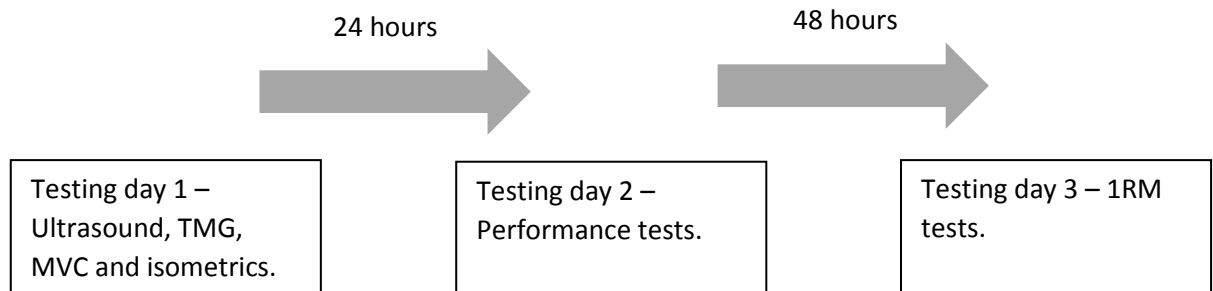 24 hours
48 hours
Testing day 1 –
Ultrasound, TMG,
MVC and isometrics.
Testing day 2 –
Performance tests.
Testing day 3 – 1RM
tests.